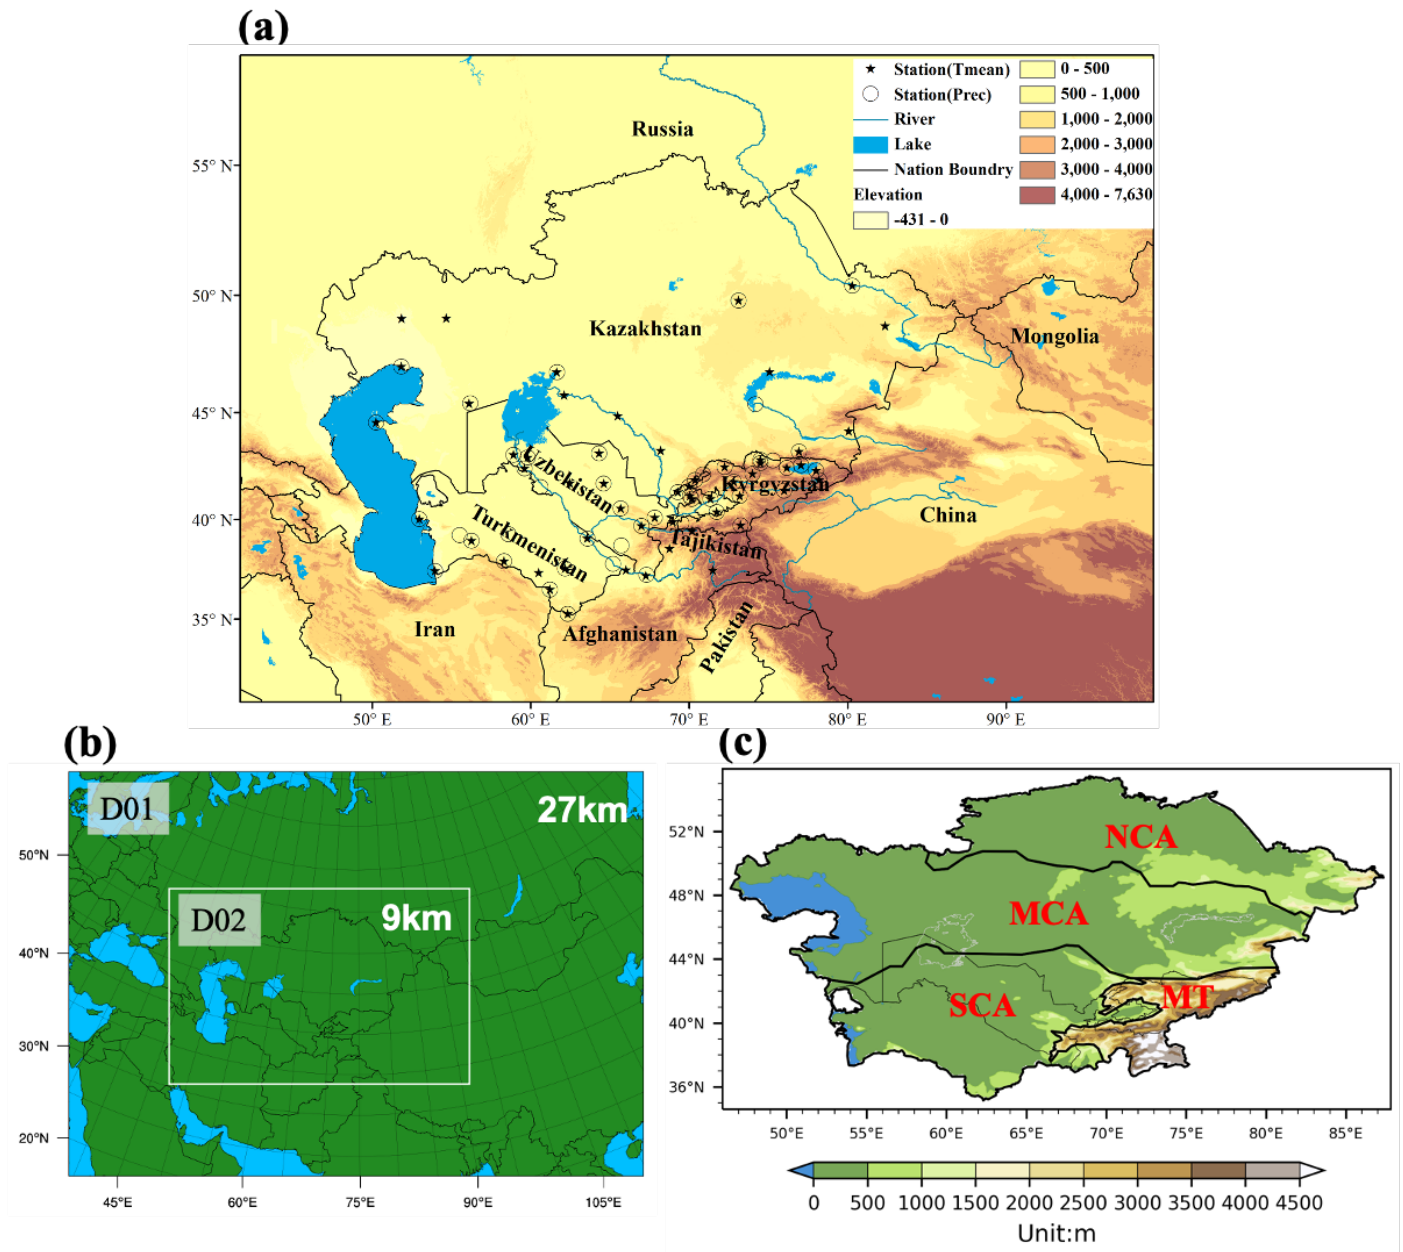 (a)
Station(Tmean)
Station(Prec)
River
Lake
Nation Boundry
Elevation
-431 - 0
0 - 500
500 - 1,000
1,000 - 2,000
2,000 - 3,000
3,000 - 4,000
4,000 - 7,630
Russia
Kazakhstan
Mongolia
Uzbekistan
Kyrgyzstan
Turkmenistan
Tajikistan
China
Iran
Afghanistan
Pakistan
55° N
50° N
45° N
40° N
35° N
50° E
60° E
70° E
80° E
90° E
(b)
D01
27km
D02
9km
50°N
40°N
30°N
20°N
45°E
60°E
75°E
90°E
105°E
(c)
NCA
MCA
SCA
MT
52°N
48°N
44°N
40°N
36°N
50°E
55°E
60°E
65°E
70°E
75°E
80°E
85°E
0 500 1000 1500 2000 2500 3000 3500 4000 4500
Unit:m